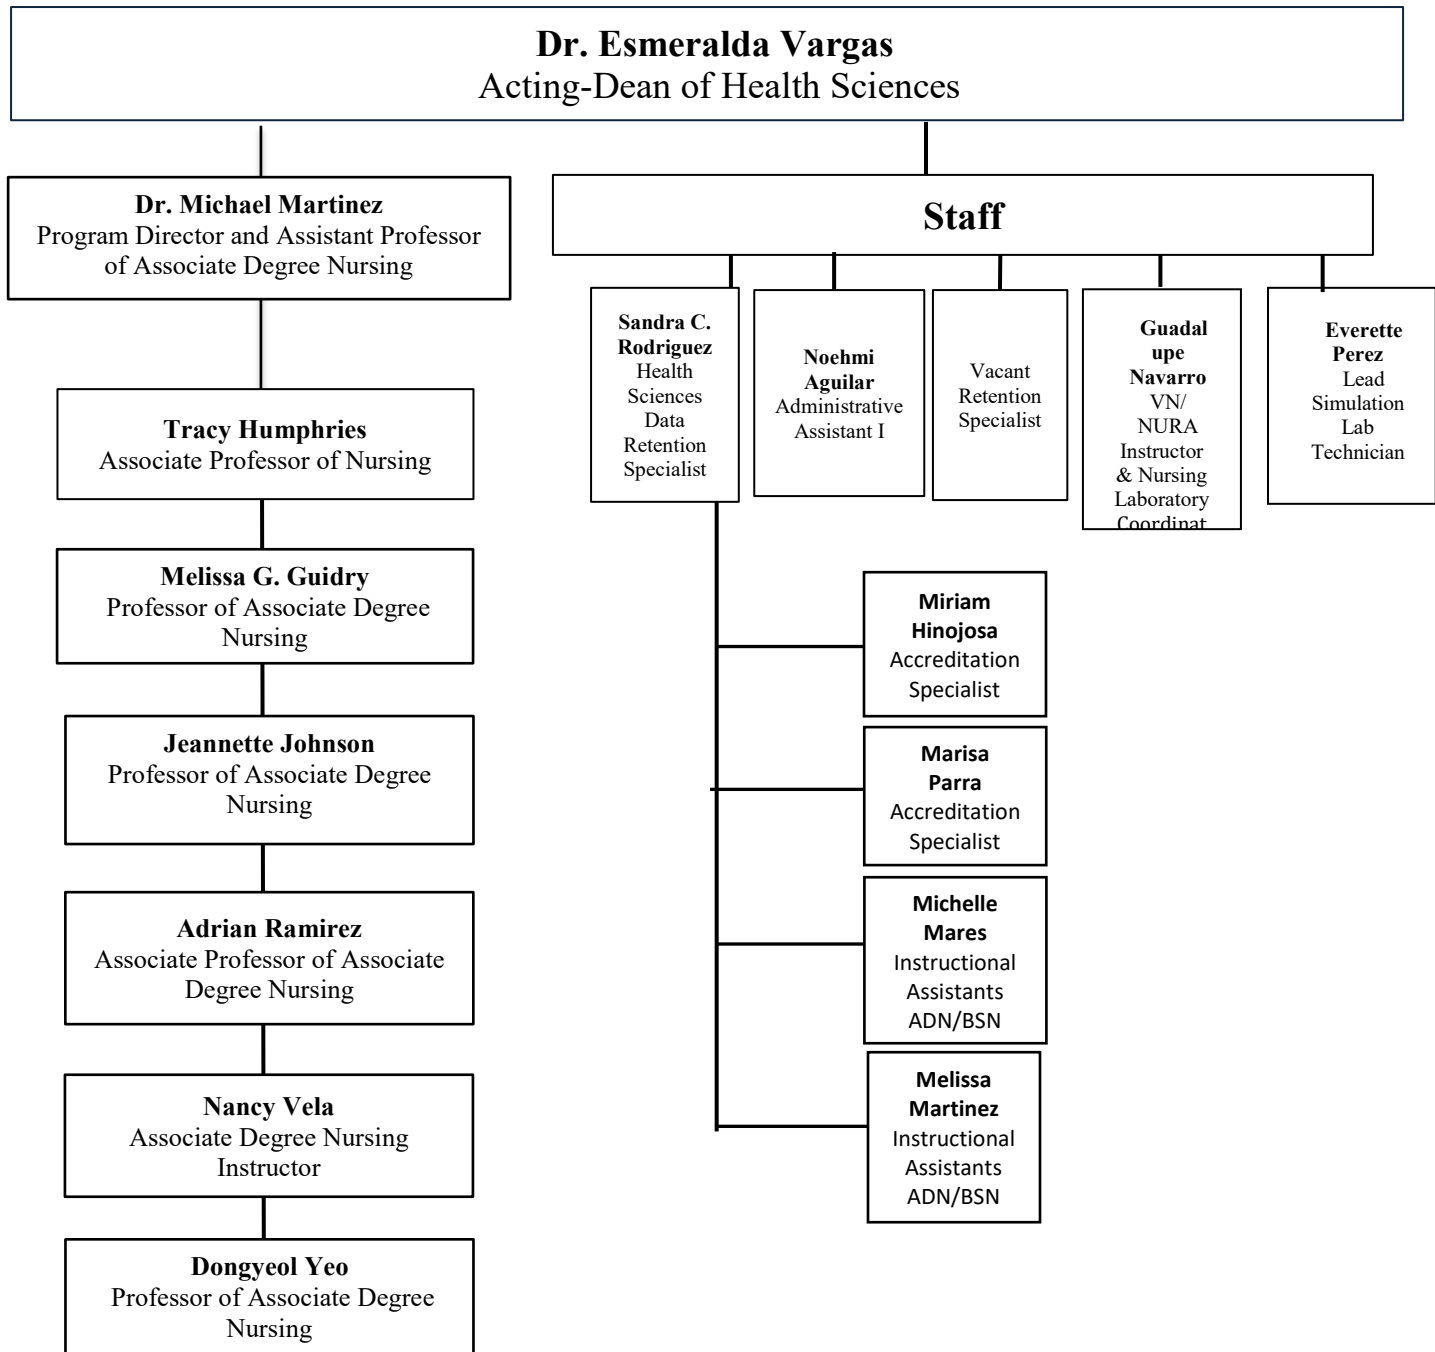 Dr. Esmeralda Vargas
Acting-Dean of Health Sciences
Dr. Michael Martinez
Program Director and Assistant Professor
of Associate Degree Nursing
Tracy Humphries
Associate Professor of Nursing
Melissa G. Guidry
Professor of Associate Degree
Nursing
Jeannette Johnson
Professor of Associate Degree
Nursing
Adrian Ramirez
Associate Professor of Associate
Degree Nursing
Nancy Vela
Associate Degree Nursing
Instructor
Dongyeol Yeo
Professor of Associate Degree
Nursing
Staff
Sandra C.
Rodriguez
Health
Sciences
Data
Retention
Specialist
Noehmi
Aguilar
Administrative
Assistant I
Vacant
Retention
Specialist
Guadal
upe
Navarro
VN/
NURA
Instructor
& Nursing
Laboratory
Coordinat
Everette
Perez
Lead
Simulation
Lab
Technician
Miriam
Hinojosa
Accreditation
Specialist
Marisa
Parra
Accreditation
Specialist
Michelle
Mares
Instructional
Assistants
ADN/BSN
Melissa
Martinez
Instructional
Assistants
ADN/BSN